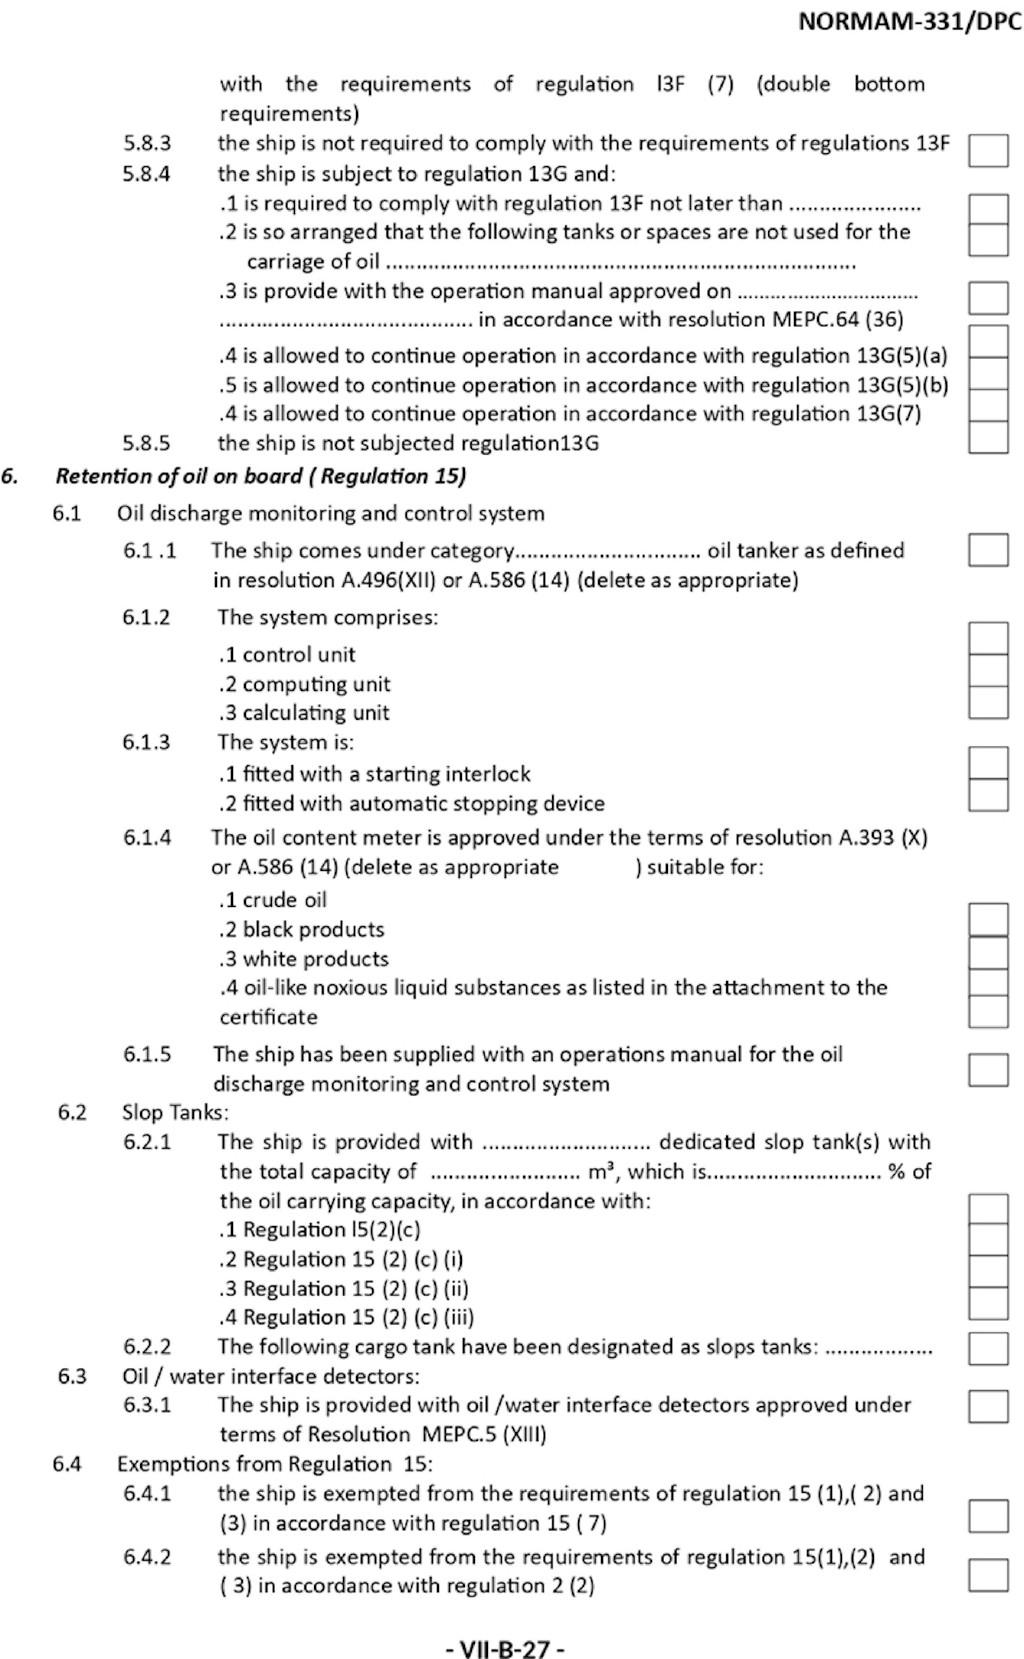 NORMAM-331/DPC
with the requirements of regulation l3F (7) (double bottom
requirements)
5.8.3 the ship is not required to comply with the requirements of regulations 13F
5.8.4 the ship is subject to regulation 13G and:
.1 is required to comply with regulation 13F not later than ......................
.2 is so arranged that the following tanks or spaces are not used for the
carriage of oil ..............................................................................
.3 is provide with the operation manual approved on ..............................
.......................................... in accordance with resolution MEPC.64 (36)
.4 is allowed to continue operation in accordance with regulation 13G(5)(a)
.5 is allowed to continue operation in accordance with regulation 13G(5)(b)
.4 is allowed to continue operation in accordance with regulation 13G(7)
5.8.5 the ship is not subjected regulation13G
6. Retention of oil on board ( Regulation 15)
6.1 Oil discharge monitoring and control system
6.1 .1 The ship comes under category............................... oil tanker as defined
in resolution A.496(XII) or A.586 (14) (delete as appropriate)
6.1.2 The system comprises:
.1 control unit
.2 computing unit
.3 calculating unit
6.1.3 The system is:
.1 fitted with a starting interlock
.2 fitted with automatic stopping device
6.1.4 The oil content meter is approved under the terms of resolution A.393 (X)
or A.586 (14) (delete as appropriate ) suitable for:
.1 crude oil
.2 black products
.3 white products
.4 oil-like noxious liquid substances as listed in the attachment to the
certificate
6.1.5 The ship has been supplied with an operations manual for the oil
discharge monitoring and control system
6.2 Slop Tanks:
6.2.1 The ship is provided with ............................ dedicated slop tank(s) with
the total capacity of ......................... m³, which is............................. % of
the oil carrying capacity, in accordance with:
.1 Regulation l5(2)(c)
.2 Regulation 15 (2) (c) (i)
.3 Regulation 15 (2) (c) (ii)
.4 Regulation 15 (2) (c) (iii)
6.2.2 The following cargo tank have been designated as slops tanks: ..................
6.3 Oil / water interface detectors:
6.3.1 The ship is provided with oil /water interface detectors approved under
terms of Resolution MEPC.5 (XIII)
6.4 Exemptions from Regulation 15:
6.4.1 the ship is exempted from the requirements of regulation 15 (1),( 2) and
(3) in accordance with regulation 15 ( 7)
6.4.2 the ship is exempted from the requirements of regulation 15(1),(2) and
( 3) in accordance with regulation 2 (2)
- VII-B-27 -